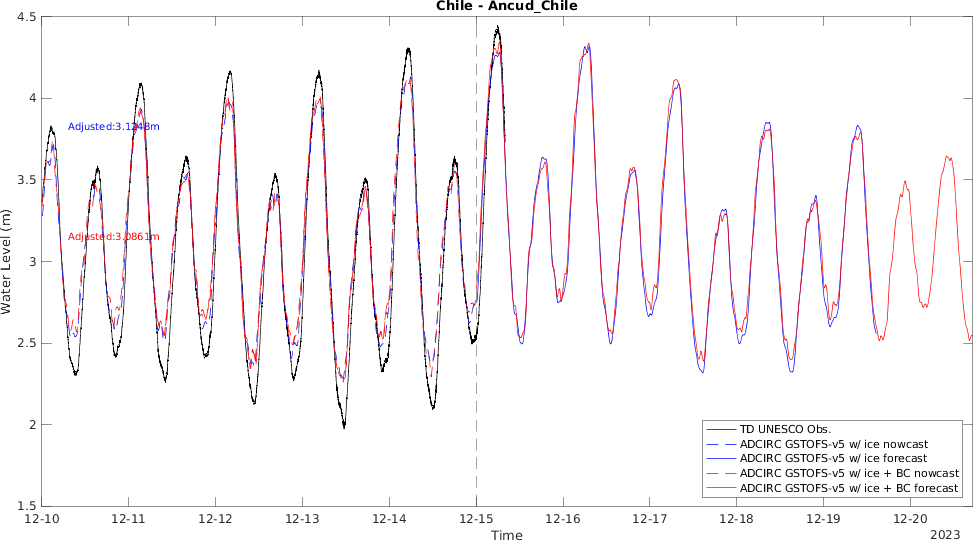 Chile - Ancud_Chile
4.5
4
3.5
3
2.5
2
1.5
Water Level (m)
Adjusted:3.1248m
Adjusted:3.0861m
TD UNESCO Obs.
ADCIRC GSTOFS-v5 w/ ice nowcast
ADCIRC GSTOFS-v5 w/ ice forecast
ADCIRC GSTOFS-v5 w/ ice + BC nowcast
ADCIRC GSTOFS-v5 w/ ice + BC forecast
12-10 12-11 12-12 12-13 12-14 12-15 12-16 12-17 12-18 12-19 12-20
Time
2023